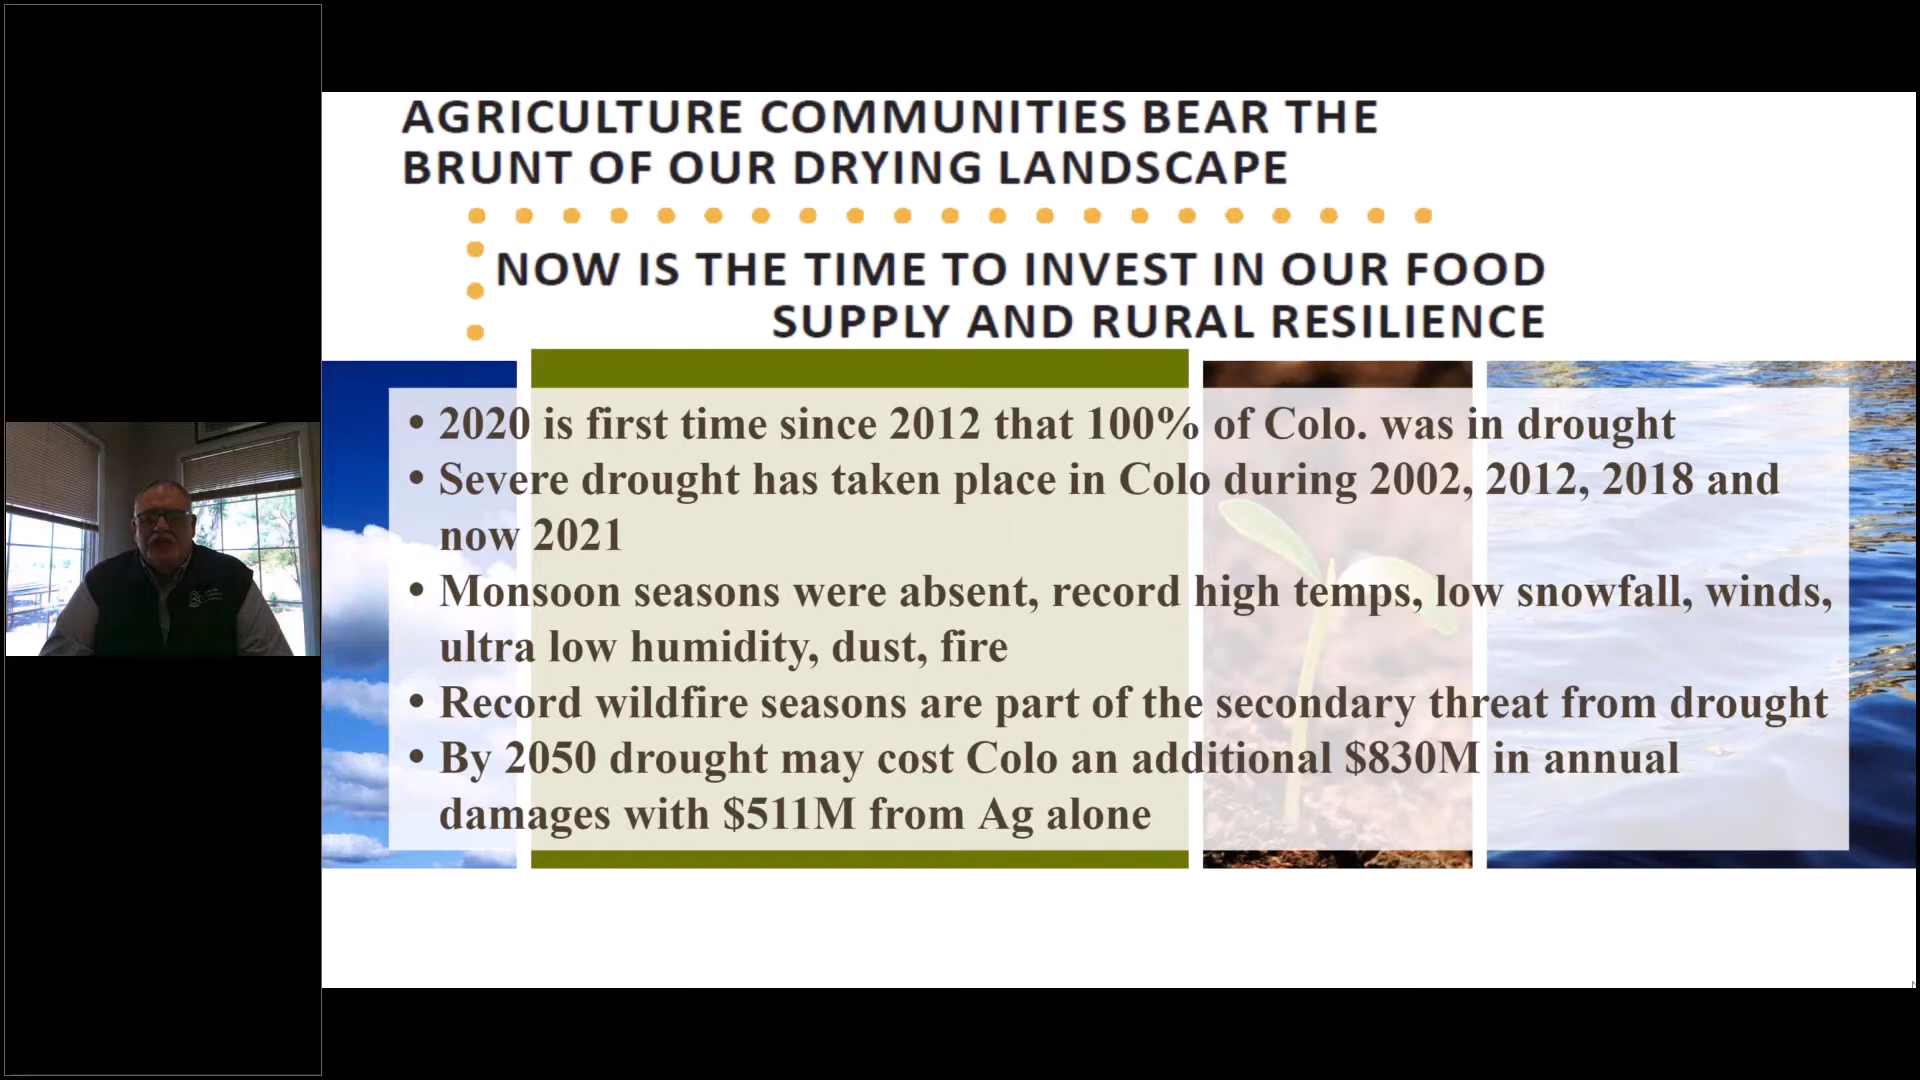 AGRICULTURE COMMUNITIES BEAR THE
BRUNT OF OUR DRYING LANDSCAPE
NOW IS THE TIME TO INVEST IN OUR FOOD
SUPPLY AND RURAL RESILIENCE
• 2020 is first time since 2012 that 100% of Colo. was in drought
• Severe drought has taken place in Colo during 2002, 2012, 2018 and
now 2021
• Monsoon seasons were absent, record high temps, low snowfall, winds,
ultra low humidity, dust, fire
• Record wildfire seasons are part of the secondary threat from drought
• By 2050 drought may cost Colo an additional $830M in annual
damages with $511M from Ag alone